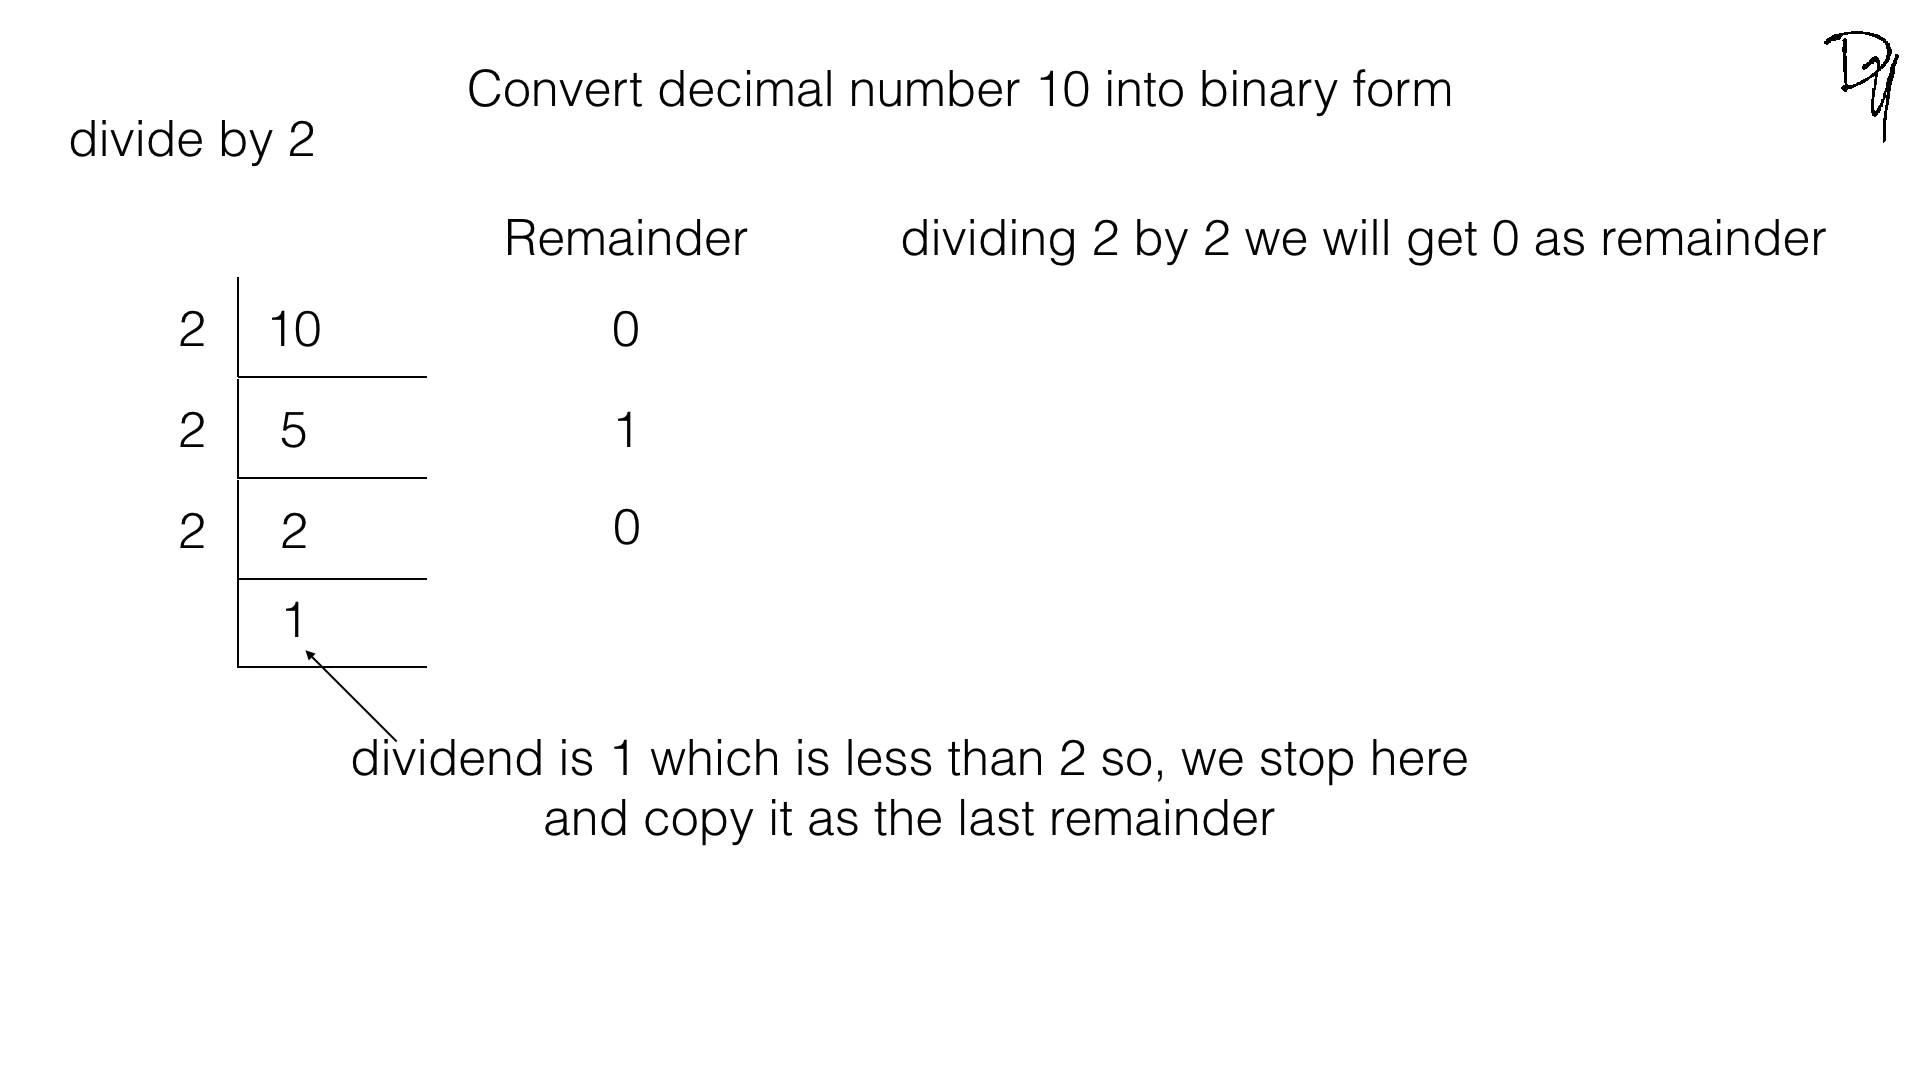 Convert decimal number 10 into binary form
divide by 2
Remainder
dividing 2 by 2 we will get 0 as remainder
2 10 0
2 5 1
2 2 0
1
dividend is 1 which is less than 2 so, we stop here
and copy it as the last remainder